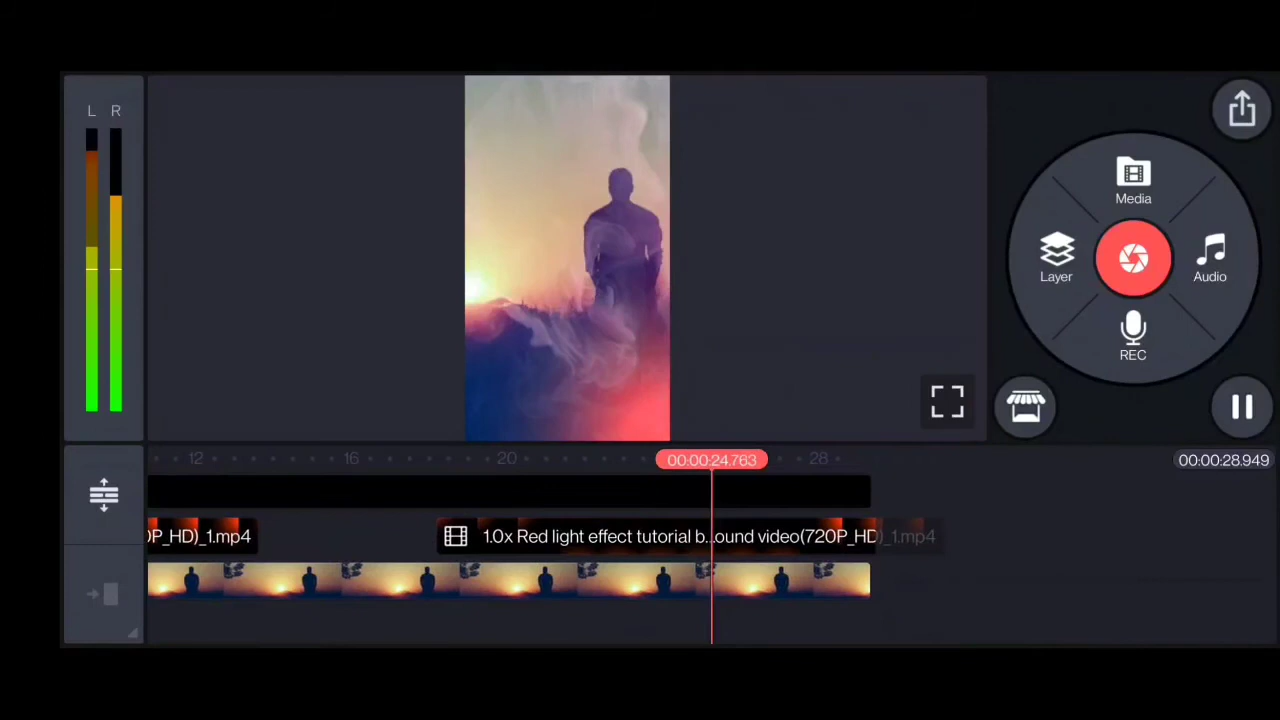 L R
Media
Layer
Audio
REC
12 16 20 00:00:24.763 28 00:00:28.949
0P_HD)_1.mp4
1.0x Red light effect tutorial b...ound video(720P_HD)_1.mp4